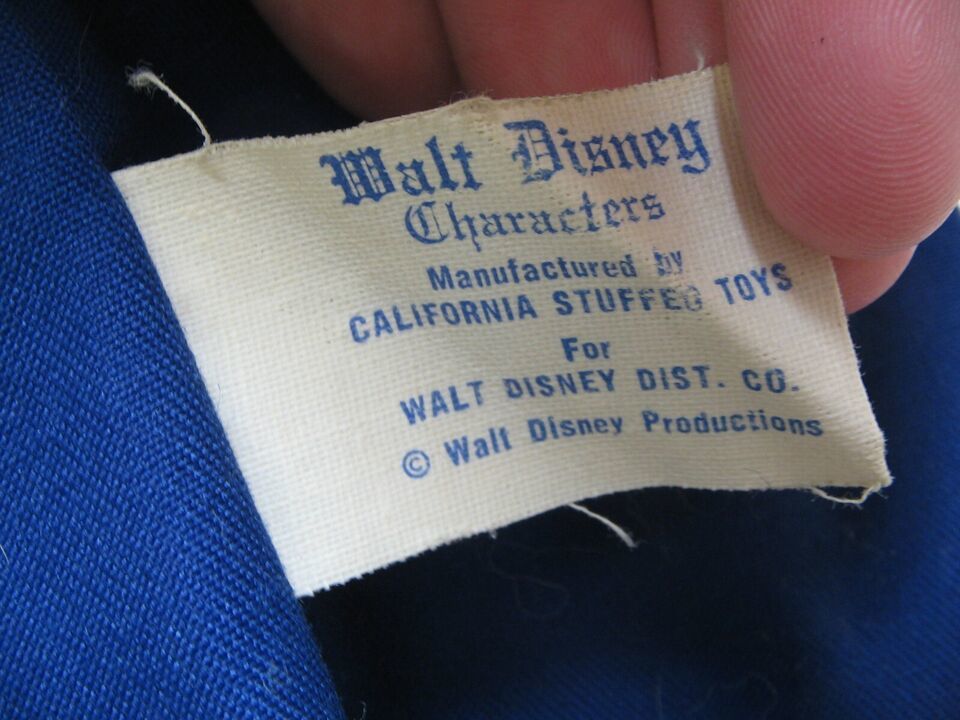 Walt Disney
Characters
Manufactured by
CALIFORNIA STUFFED TOYS
For
WALT DISNEY DIST. CO.
© Walt Disney Productions